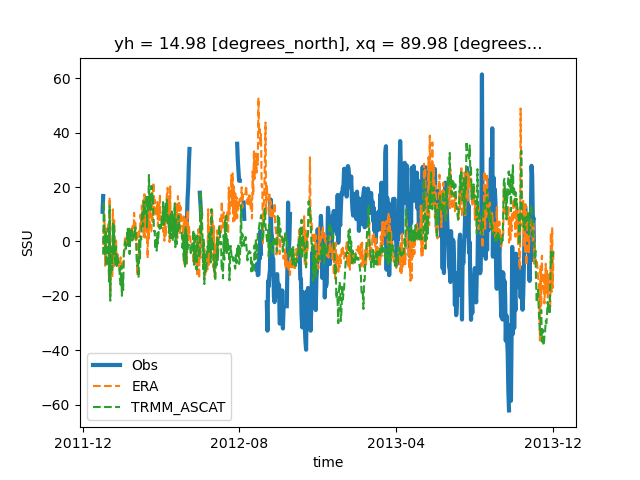 yh = 14.98 [degrees_north], xq = 89.98 [degrees...
60
40
20
0
−20
−40
−60
SSU
Obs
ERA
TRMM_ASCAT
2011-12
2012-08
2013-04
2013-12
time